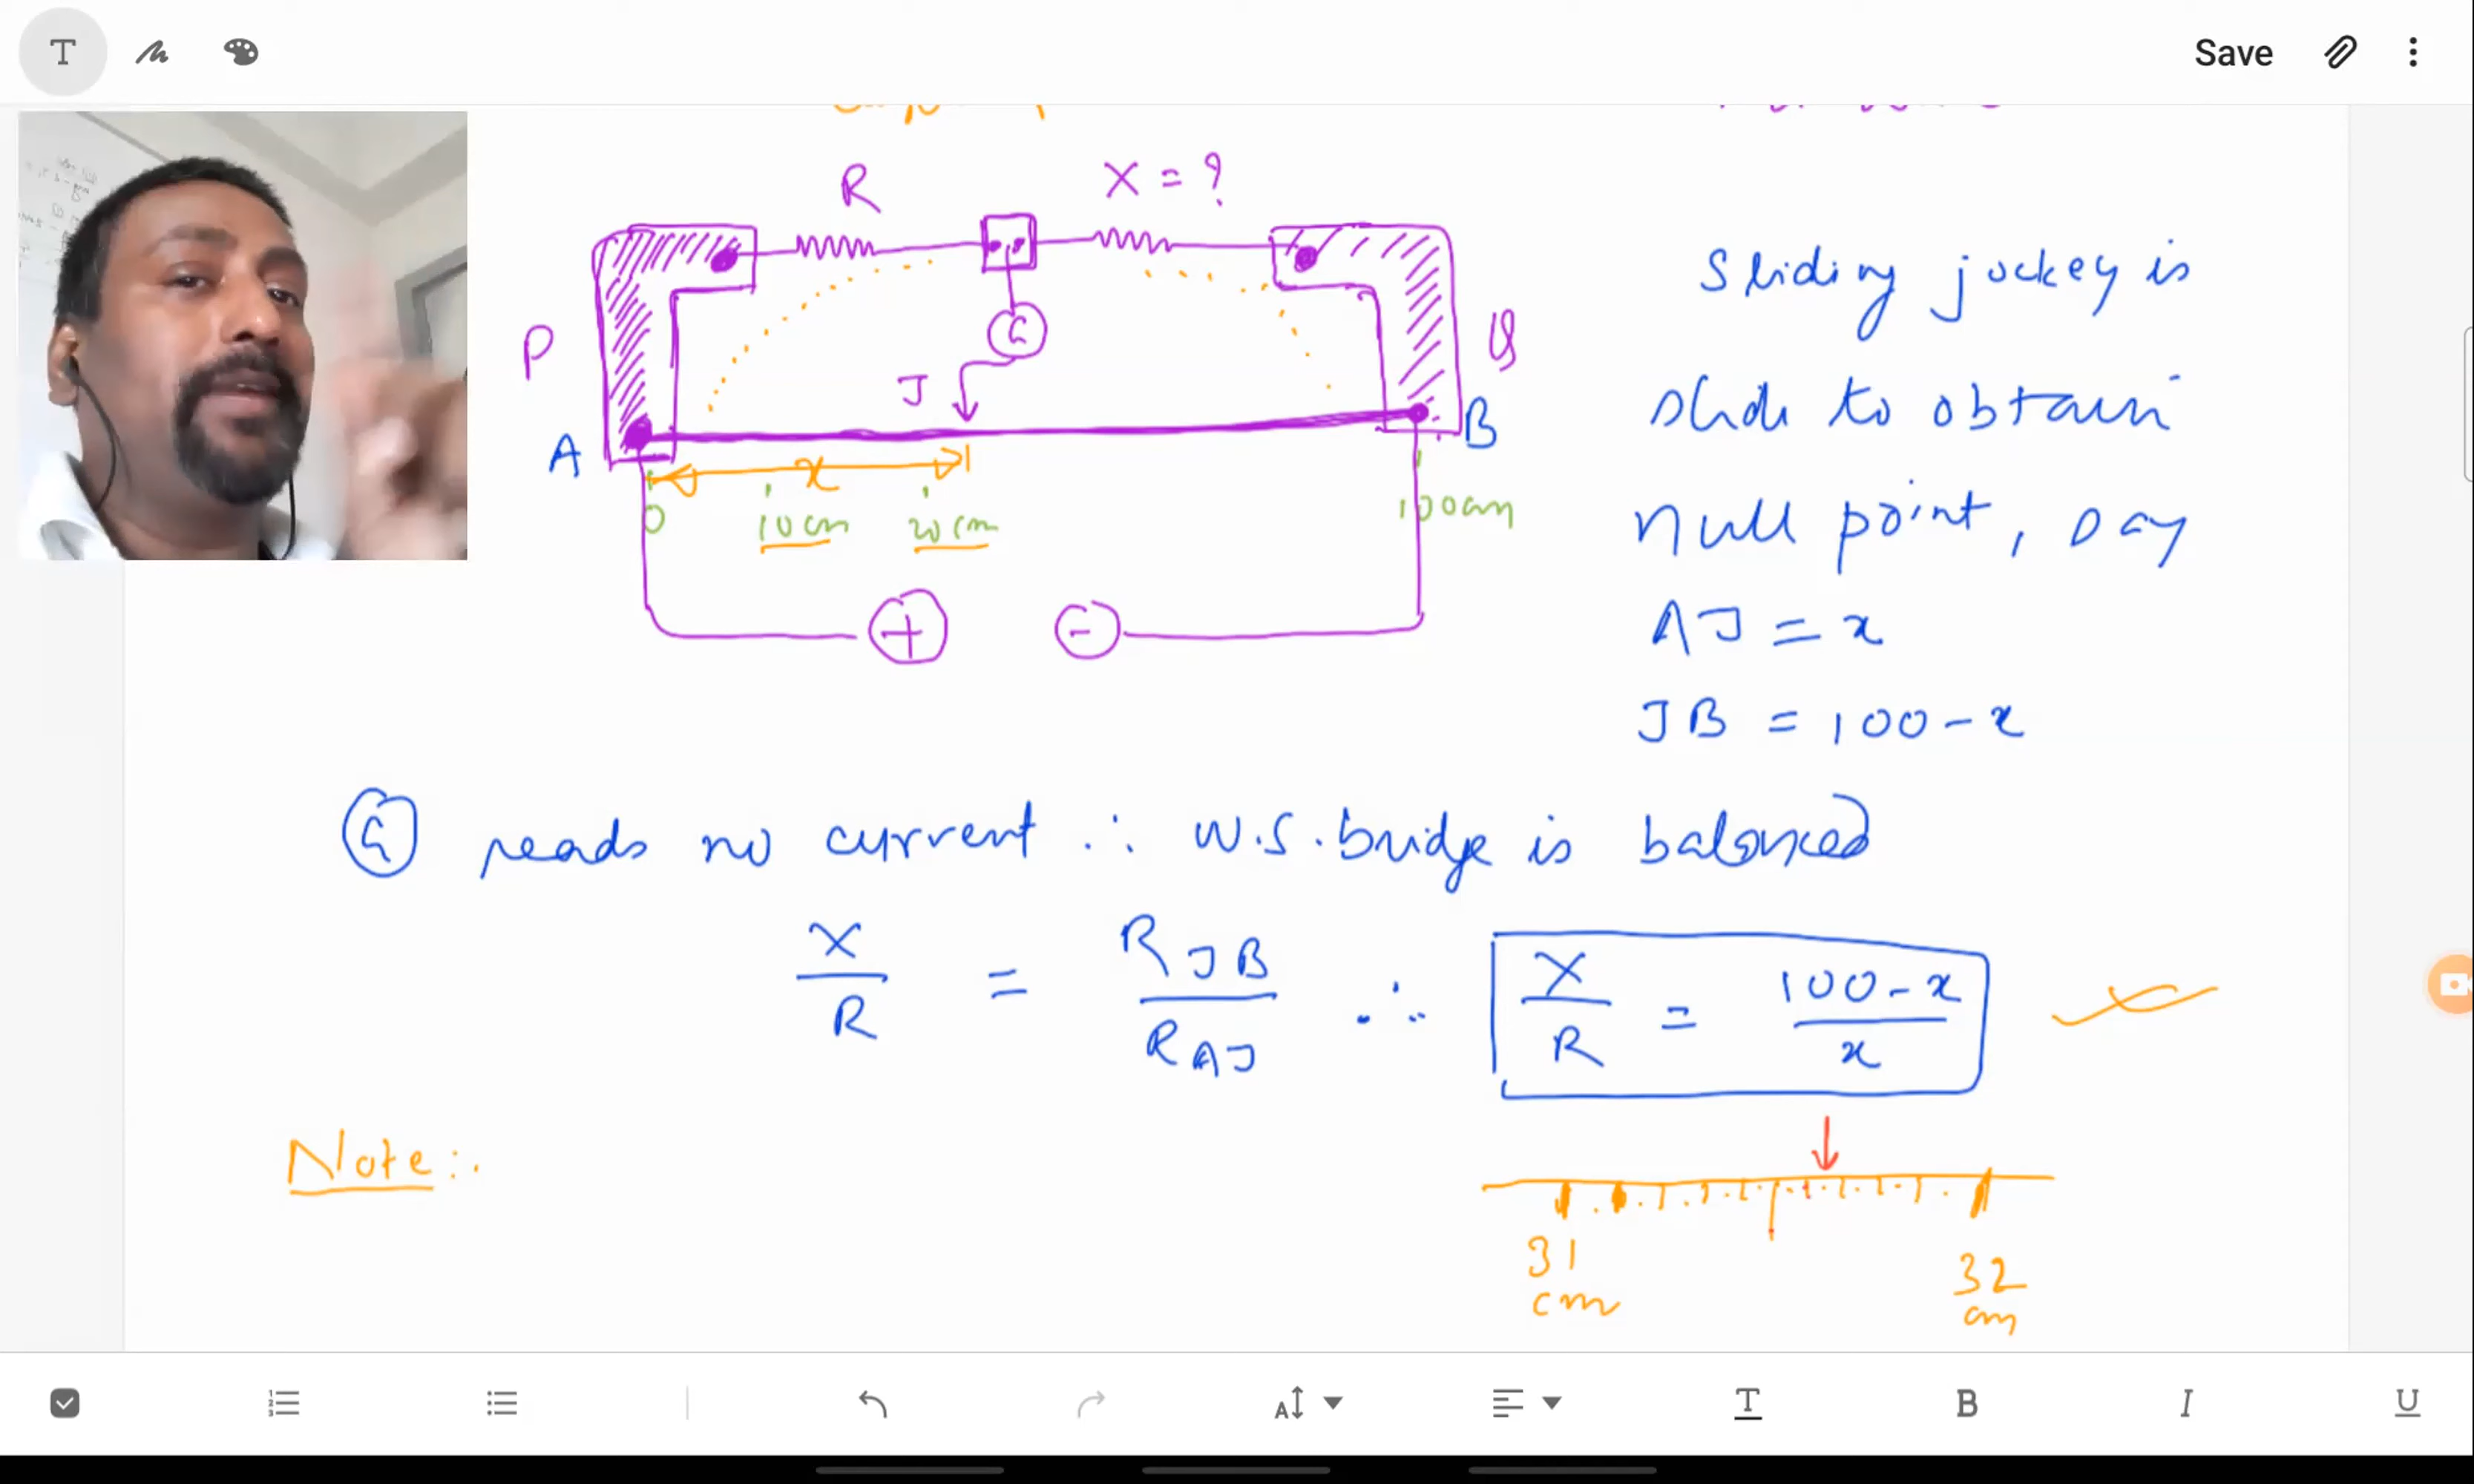 Save
R
X = ?
G
P
J
Q
A
B
x
0
10 cm
20 cm
100 cm
+
-
Sliding jockey is
slide to obtain
null point, say
AJ = x
JB = 100 - x
G reads no current ∴ W.S. bridge is balanced
X/R = R_JB/R_AJ ∴ X/R = (100 - x)/x
Note :.
31 cm
32 cm